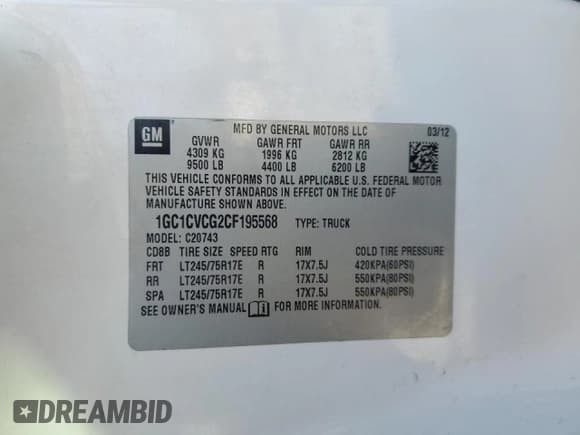 GM
MFD BY GENERAL MOTORS LLC
03/12
GVWR GAWR FRT GAWR RR
4309 KG 1996 KG 2812 KG
9500 LB 4400 LB 6200 LB
THIS VEHICLE CONFORMS TO ALL APPLICABLE U.S. FEDERAL MOTOR
VEHICLE SAFETY STANDARDS IN EFFECT ON THE DATE OF
MANUFACTURE SHOWN ABOVE.
1GC1CVCG2CF195568 TYPE: TRUCK
MODEL: C20743
CD8B TIRE SIZE SPEED RTG RIM COLD TIRE PRESSURE
FRT LT245/75R17E R 17X7.5J 420KPA(60PSI)
RR LT245/75R17E R 17X7.5J 550KPA(80PSI)
SPA LT245/75R17E R 17X7.5J 550KPA(80PSI)
SEE OWNER'S MANUAL FOR MORE INFORMATION.
DREAMBID